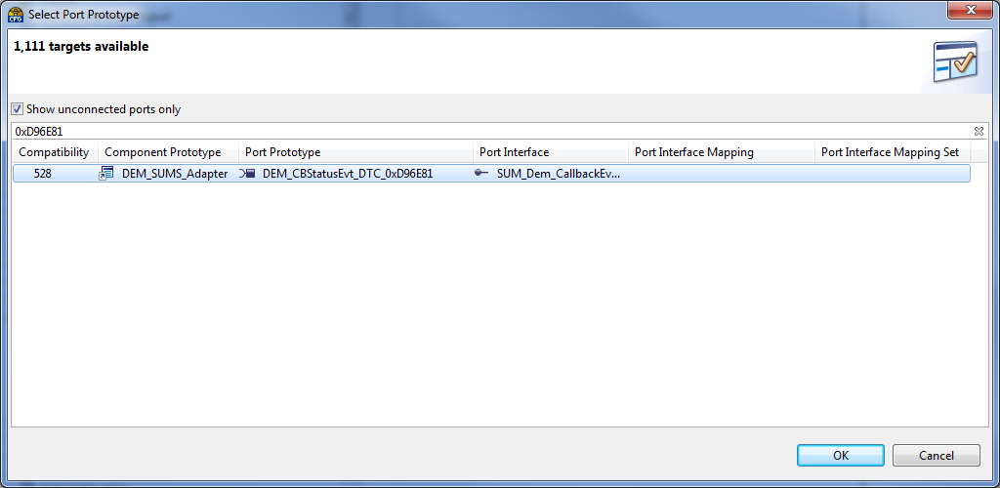 CFG Select Port Prototype
1,111 targets available
Show unconnected ports only
0xD96E81
Compatibility Component Prototype Port Prototype Port Interface Port Interface Mapping Port Interface Mapping Set
528 DEM_SUMS_Adapter DEM_CBStatusEvt_DTC_0xD96E81 SUM_Dem_CallbackEv...
OK Cancel